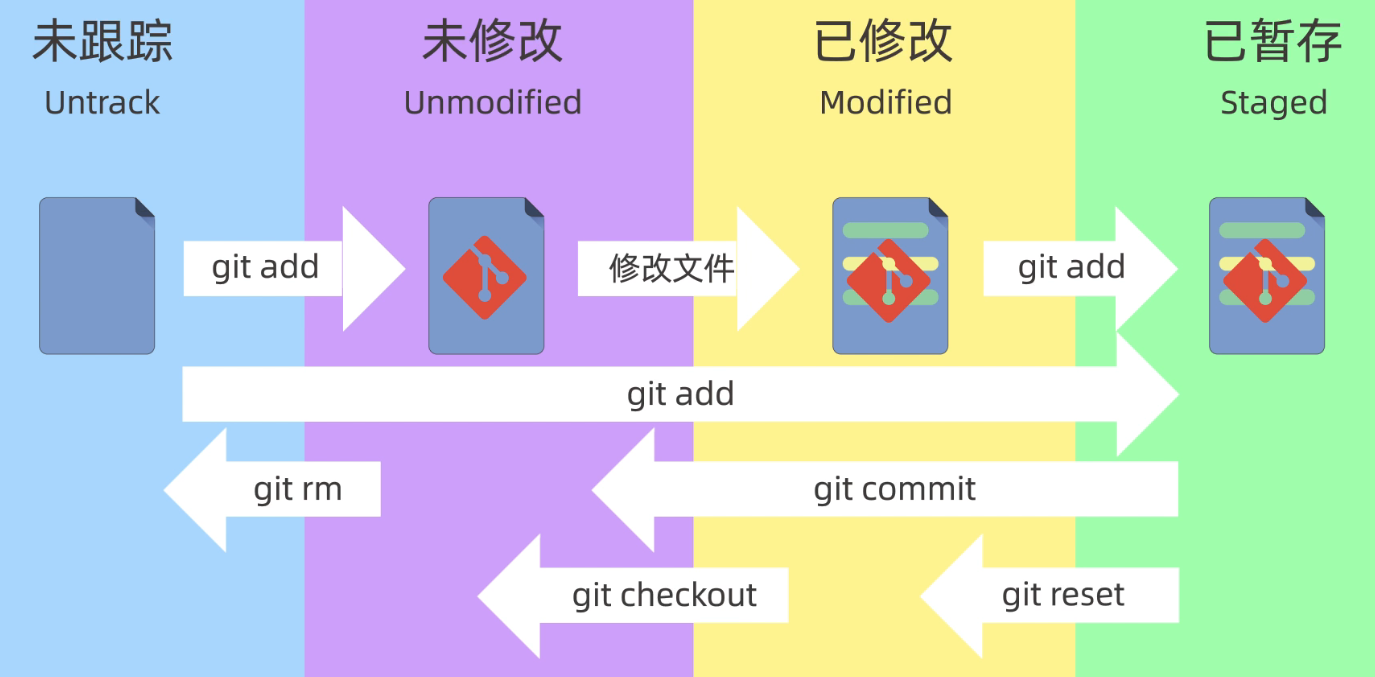 未跟踪
未修改
已修改
已暂存
Untrack
Unmodified
Modified
Staged
git add
修改文件
git add
git add
git rm
git commit
git checkout
git reset